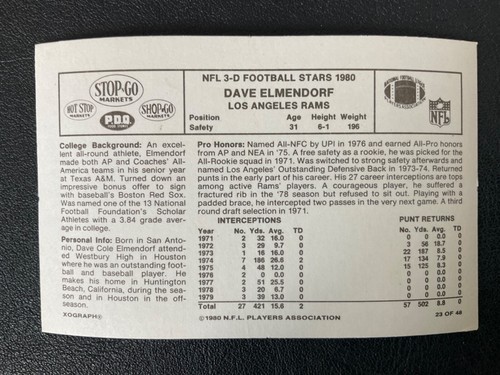 STOP-N-GO
MARKETS
HOT STOP
MARKETS
SHOP-N-GO
MARKETS
P.D.Q.
FOOD STORES
NFL 3-D FOOTBALL STARS 1980
DAVE ELMENDORF
LOS ANGELES RAMS
Position Age Height Weight
Safety 31 6-1 196
NFL
College Background: An excel-
lent all-round athlete, Elmendorf
made both AP and Coaches' All-
America teams in his senior year
at Texas A&M. Turned down an
impressive bonus offer to sign
with baseball's Boston Red Sox.
Was named one of the 13 National
Football Foundation's Scholar
Athletes with a 3.84 grade aver-
age in college.
Personal Info: Born in San Anto-
nio, Dave Cole Elmendorf attend-
ed Westbury High in Houston
where he was an outstanding foot-
ball and baseball player. He
makes his home in Huntington
Beach, California, during the sea-
son and in Houston in the off-
season.
XOGRAPH®
Pro Honors: Named All-NFC by UPI in 1976 and earned All-Pro honors
from AP and NEA in '75. A free safety as a rookie, he was picked for the
All-Rookie squad in 1971. Was switched to strong safety afterwards and
named Los Angeles' Outstanding Defensive Back in 1973-74. Returned
punts in the early part of his career. His 27 career interceptions are tops
among active Rams' players. A courageous player, he suffered a
fractured rib in the '78 season but refused to sit out. Playing with a
padded brace, he intercepted two passes in the very next game. A third
round draft selection in 1971.
INTERCEPTIONS PUNT RETURNS
Year No. Yds. Avg. TD No. Yds. Avg. TD
1971 2 32 16.0 0 0 0 0.0 0
1972 3 29 9.7 0 3 56 18.7 0
1973 1 16 16.0 0 22 187 8.5 0
1974 7 186 26.6 2 17 134 7.9 0
1975 4 48 12.0 0 15 125 8.3 0
1976 2 0 0.0 0 0 0 0.0 0
1977 2 51 25.5 0 0 0 0.0 0
1978 3 20 6.7 0 0 0 0.0 0
1979 3 39 13.0 0 0 0 0.0 0
Total 27 421 15.6 2 57 502 8.8 0
©1980 N.F.L. PLAYERS ASSOCIATION
23 OF 48